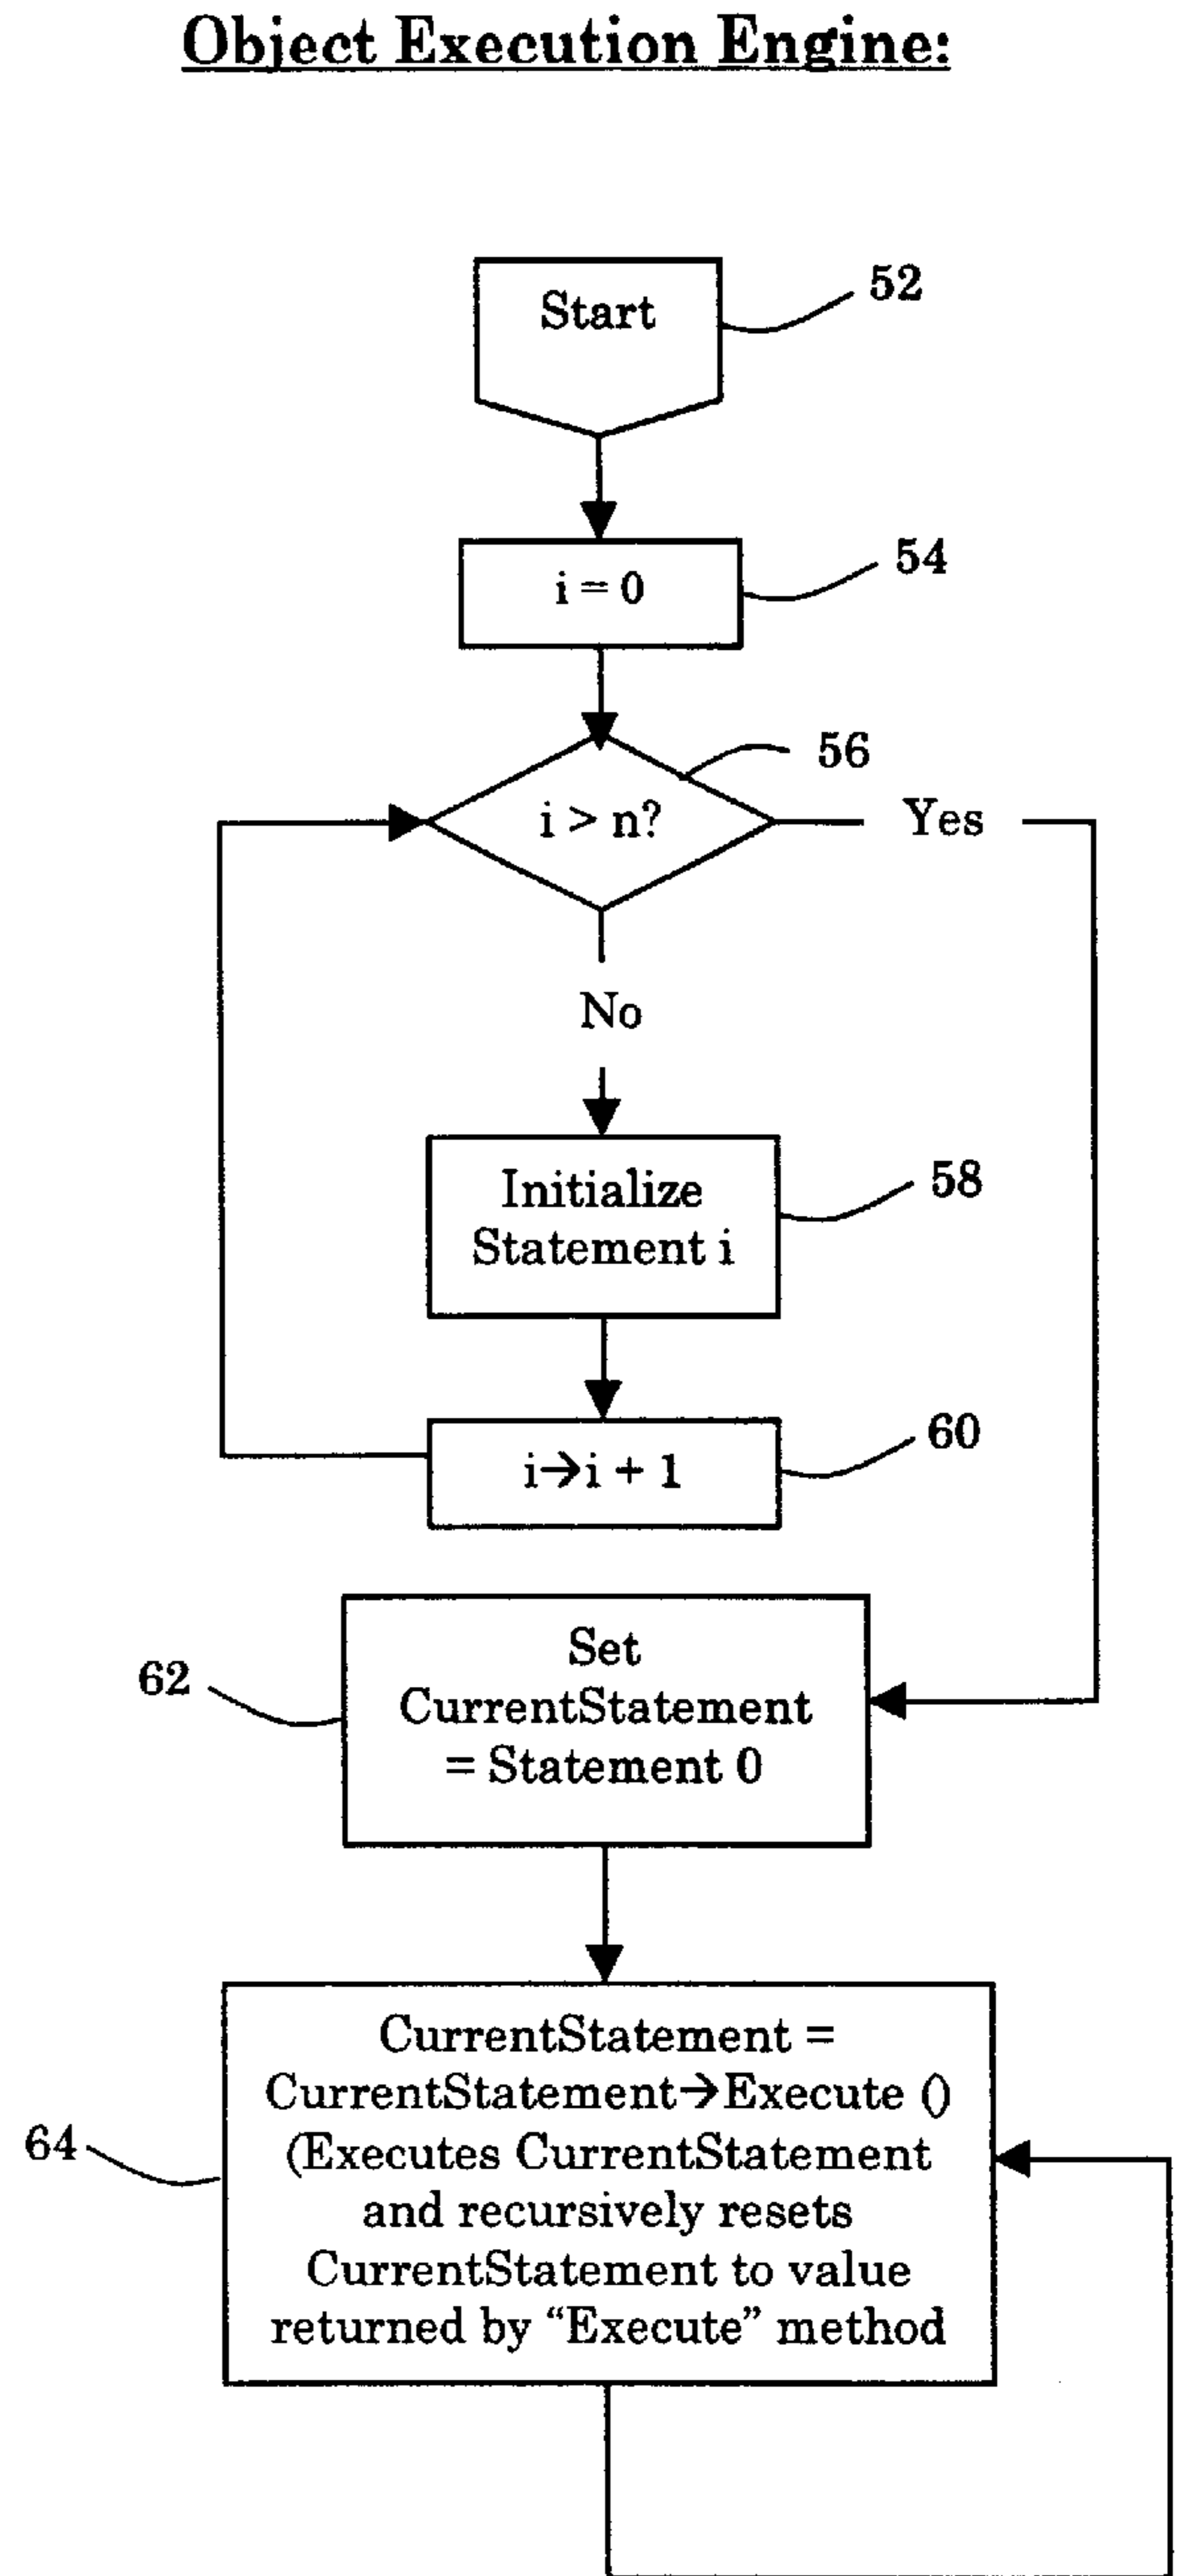 Object Execution Engine:
Start
52
i = 0
54
56
i > n?
Yes
No
Initialize
Statement i
58
i→i + 1
60
62
Set
CurrentStatement
= Statement 0
64
CurrentStatement =
CurrentStatement→Execute ()
(Executes CurrentStatement
and recursively resets
CurrentStatement to value
returned by “Execute” method